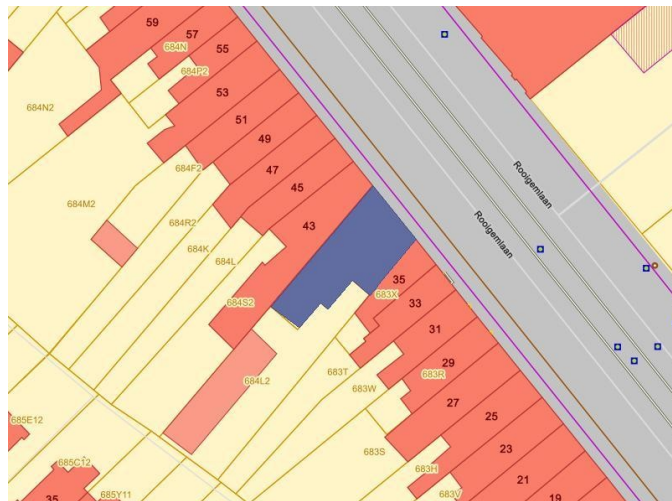 59
57
684N
55
684P2
53
684N2
51
49
684F2
47
45
Rooigemlaan
684M2
684R2
43
Rooigemlaan
684K
684L
35
683X
684S2
33
31
29
684L2
683T
683R
683W
27
25
685E12
23
683S
685C12
683H
21
35
685Y11
683V
19